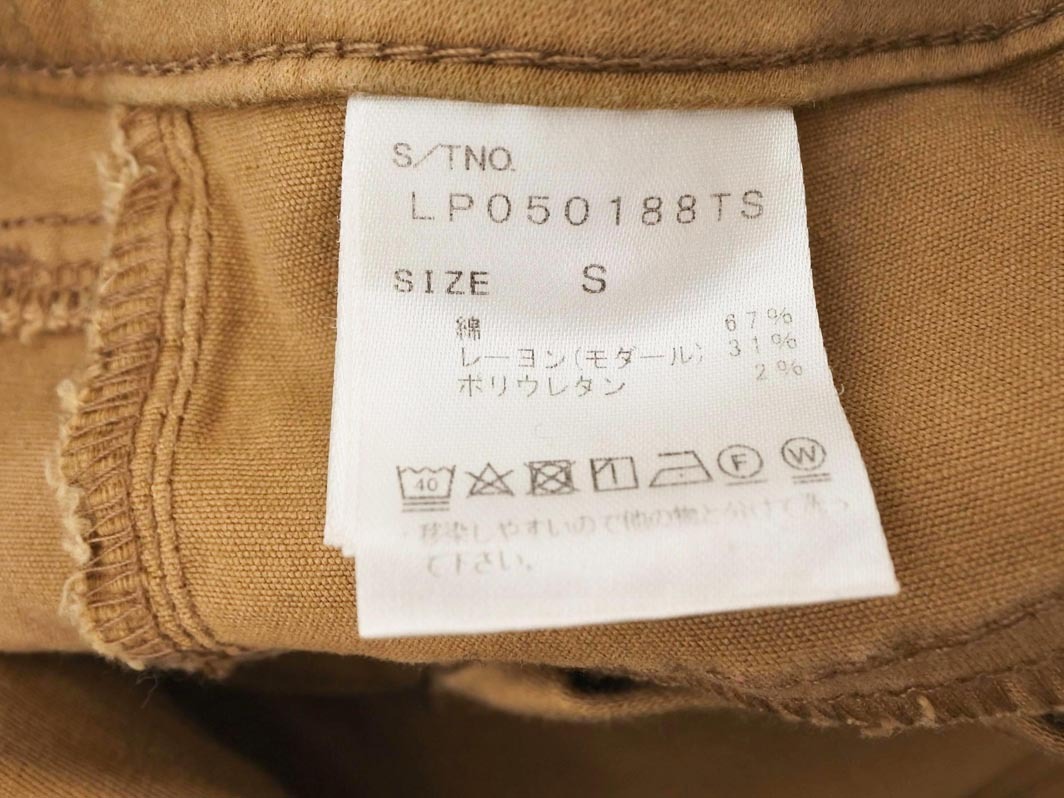 S/TNO.
LP050188TS
SIZE S
綿 67%
レーヨン(モダール) 31%
ポリウレタン 2%
40 F W
・移染しやすいので他の物と分けて洗っ
て下さい。